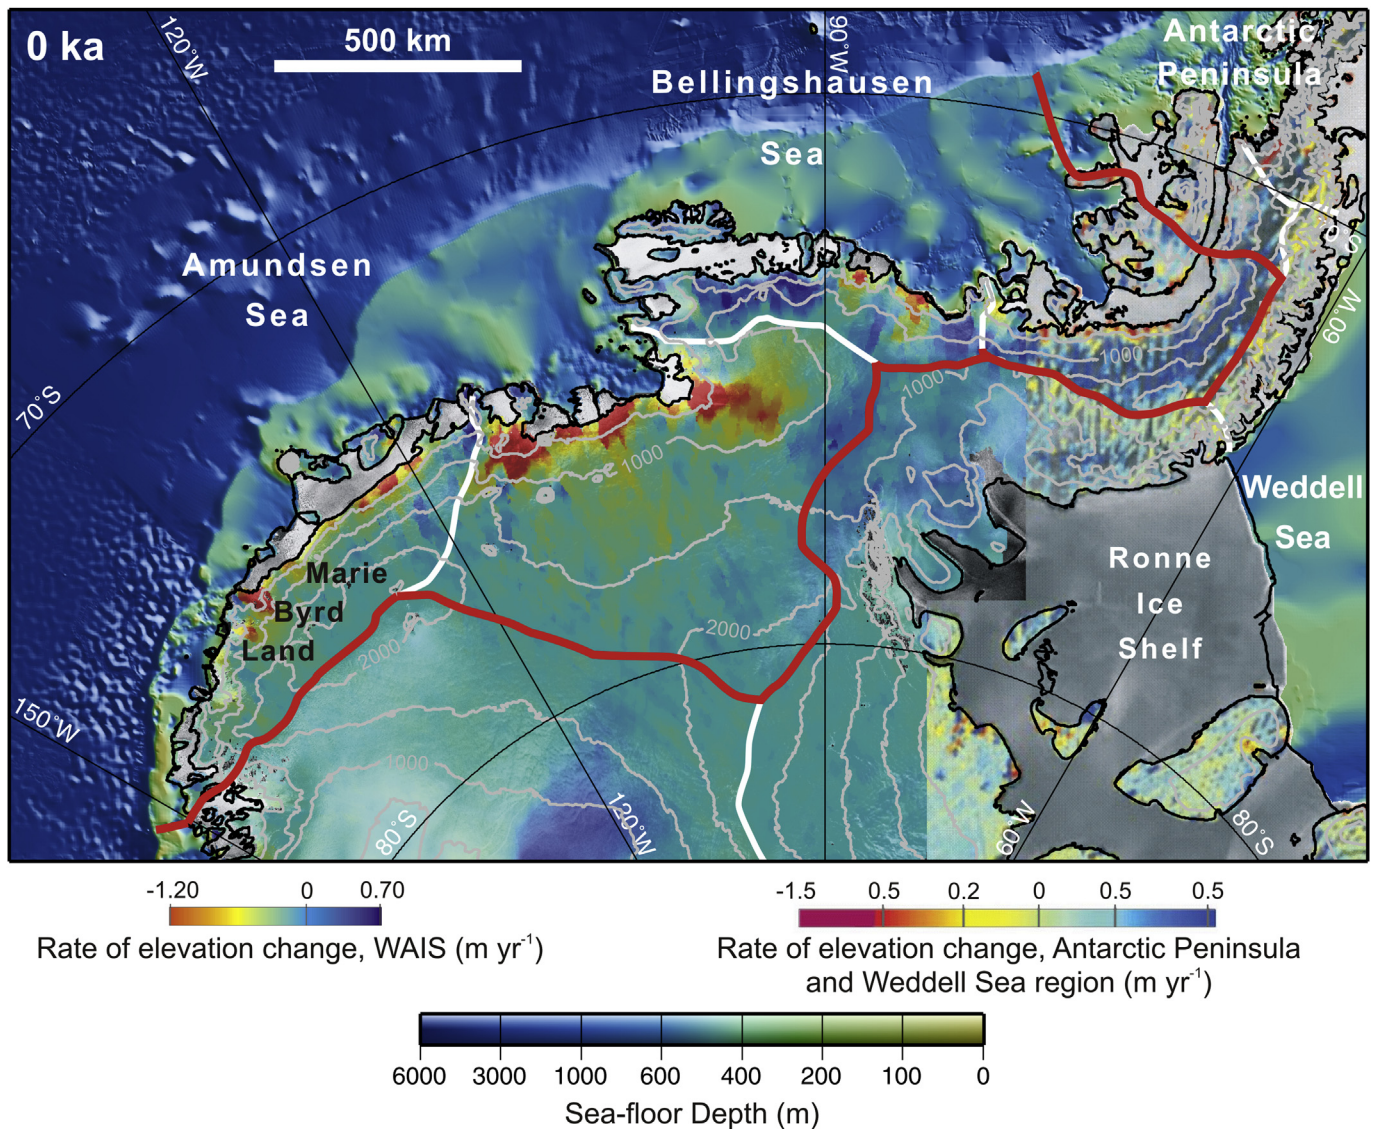 0 ka
500 km
120°W
90°W
Antarctic
Peninsula
Bellingshausen
Sea
Amundsen
Sea
70°S
60°W
1000
1000
1000
Weddell
Sea
Ronne
Ice
Shelf
Marie
Byrd
Land
2000
2000
150°W
1000
80°S
120°W
60°W
80°S
-1.20 0 0.70
Rate of elevation change, WAIS (m yr-1)
-1.5 0.5 0.2 0 0.5 0.5
Rate of elevation change, Antarctic Peninsula
and Weddell Sea region (m yr-1)
6000 3000 1000 600 400 200 100 0
Sea-floor Depth (m)